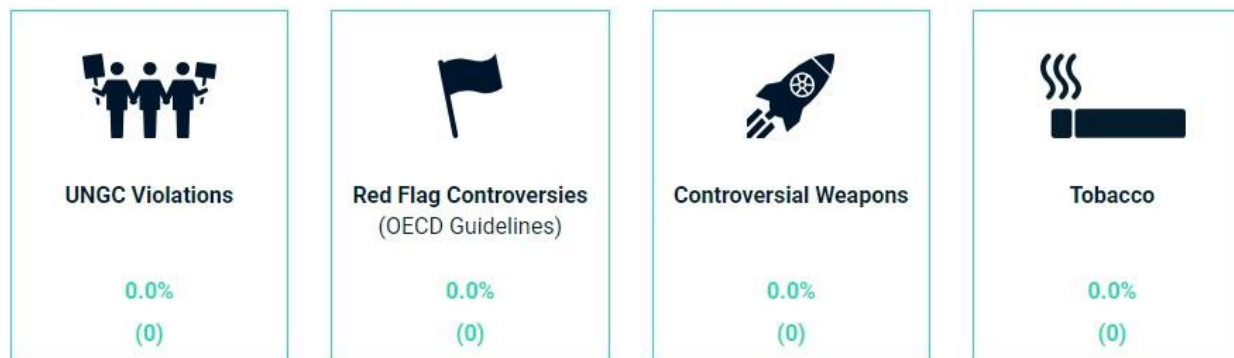 UNGC Violations
0.0%
(0)
Red Flag Controversies
(OECD Guidelines)
0.0%
(0)
Controversial Weapons
0.0%
(0)
Tobacco
0.0%
(0)